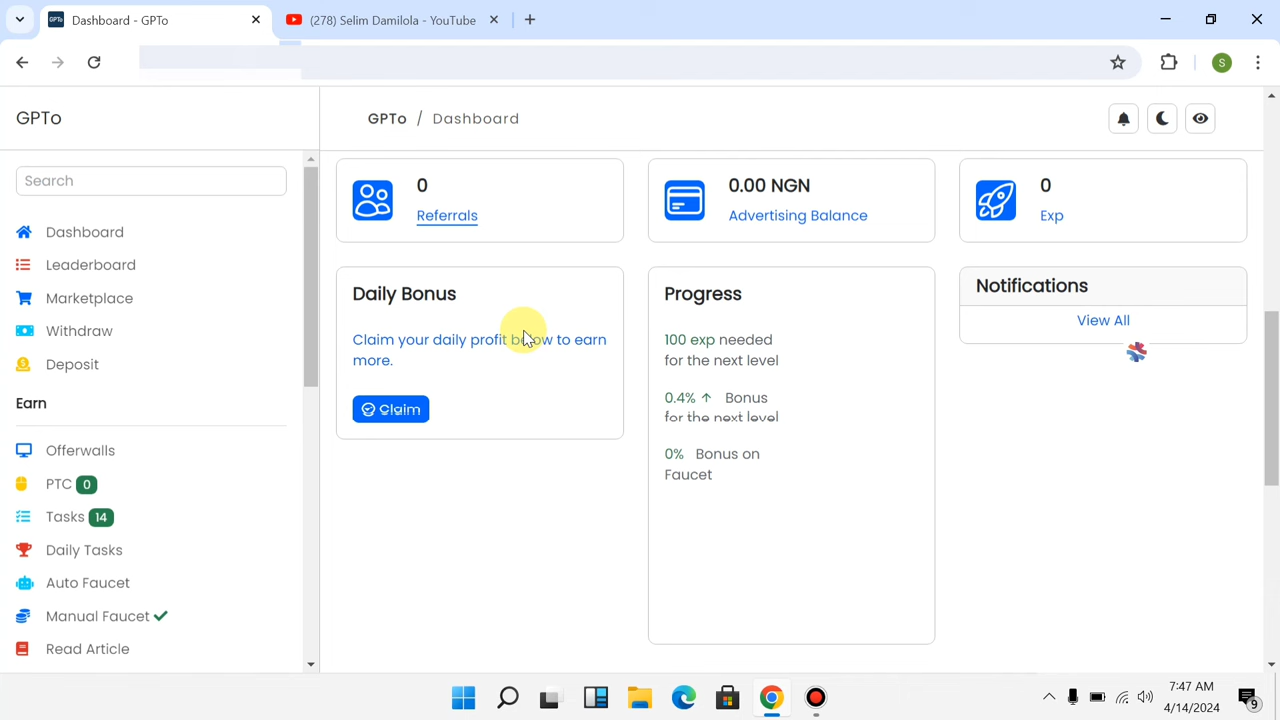 Dashboard - GPTo
(278) Selim Damilola - YouTube
S
GPTo
GPTo / Dashboard
Search
Dashboard
Leaderboard
Marketplace
Withdraw
Deposit
Earn
Offerwalls
PTC 0
Tasks 14
Daily Tasks
Auto Faucet
Manual Faucet
Read Article
0
Referrals
0.00 NGN
Advertising Balance
0
Exp
Daily Bonus
Claim your daily profit below to earn
more.
Claim
Progress
100 exp needed
for the next level
0.4% ↑ Bonus
for the next level
0% Bonus on
Faucet
Notifications
View All
7:47 AM
4/14/2024
9